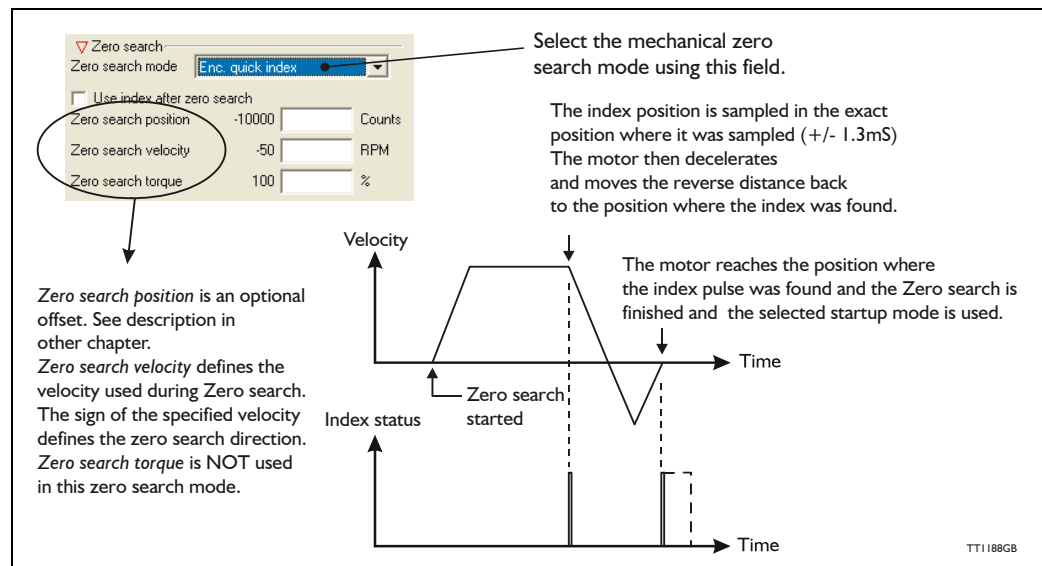 Zero search
Zero search mode Enc. quick index
Use index after zero search
Zero search position -10000 Counts
Zero search velocity -50 RPM
Zero search torque 100 %
Select the mechanical zero
search mode using this field.
The index position is sampled in the exact
position where it was sampled (+/- 1.3mS)
The motor then decelerates
and moves the reverse distance back
to the position where the index was found.
Zero search position is an optional
offset. See description in
other chapter.
Zero search velocity defines the
velocity used during Zero search.
The sign of the specified velocity
defines the zero search direction.
Zero search torque is NOT used
in this zero search mode.
Velocity
The motor reaches the position where
the index pulse was found and the Zero search is
finished and the selected startup mode is used.
Time
Zero search
started
Index status
Time
TT1188GB